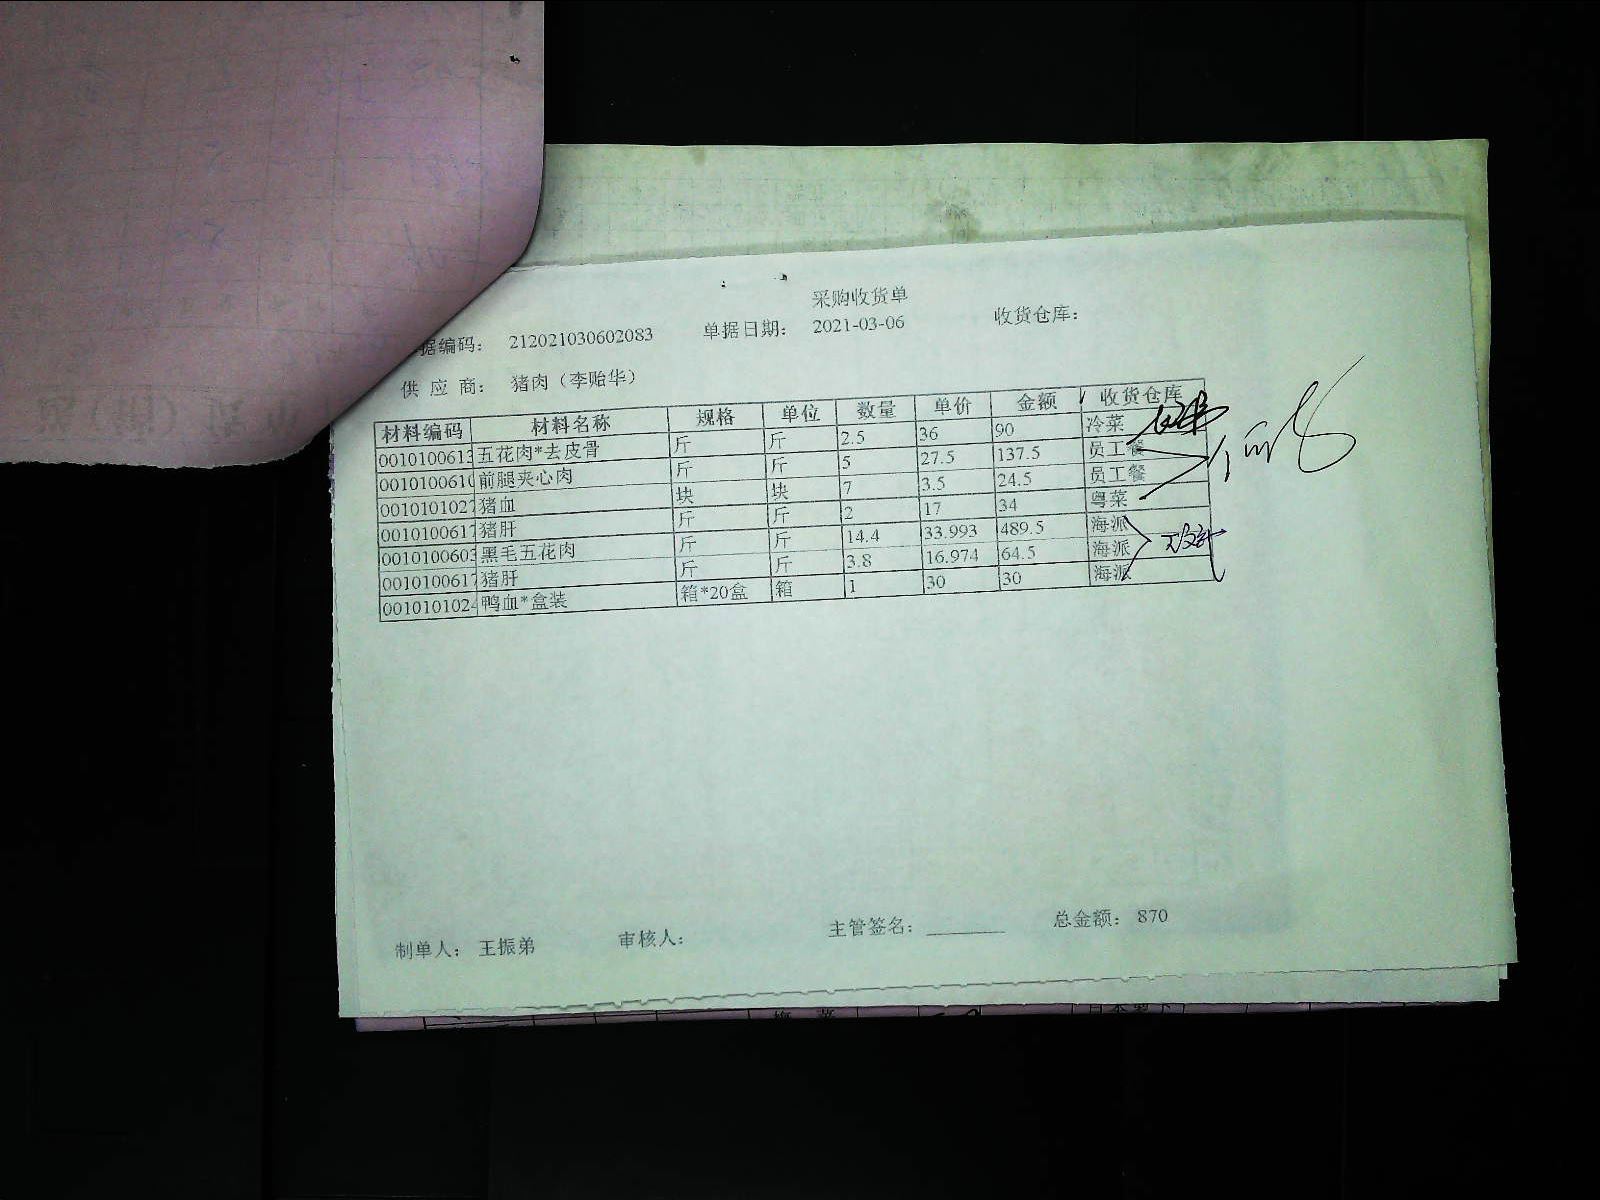 采购收货单
据编码： 212021030602083 单据日期： 2021-03-06 收货仓库：
供 应 商： 猪肉（李贻华）
材料编码 材料名称 规格 单位 数量 单价 金额 收货仓库
0010100613 五花肉*去皮骨 斤 斤 2.5 36 90 冷菜
0010100610 前腿夹心肉 斤 斤 5 27.5 137.5 员工餐
0010101027 猪血 块 块 7 3.5 24.5 员工餐
0010100617 猪肝 斤 斤 2 17 34 粤菜
0010100603 黑毛五花肉 斤 斤 14.4 33.993 489.5 海派
0010100617 猪肝 斤 斤 3.8 16.974 64.5 海派
0010101024 鸭血*盒装 箱*20盒 箱 1 30 30 海派
制单人： 王振弟 审核人： 主管签名： 总金额： 870